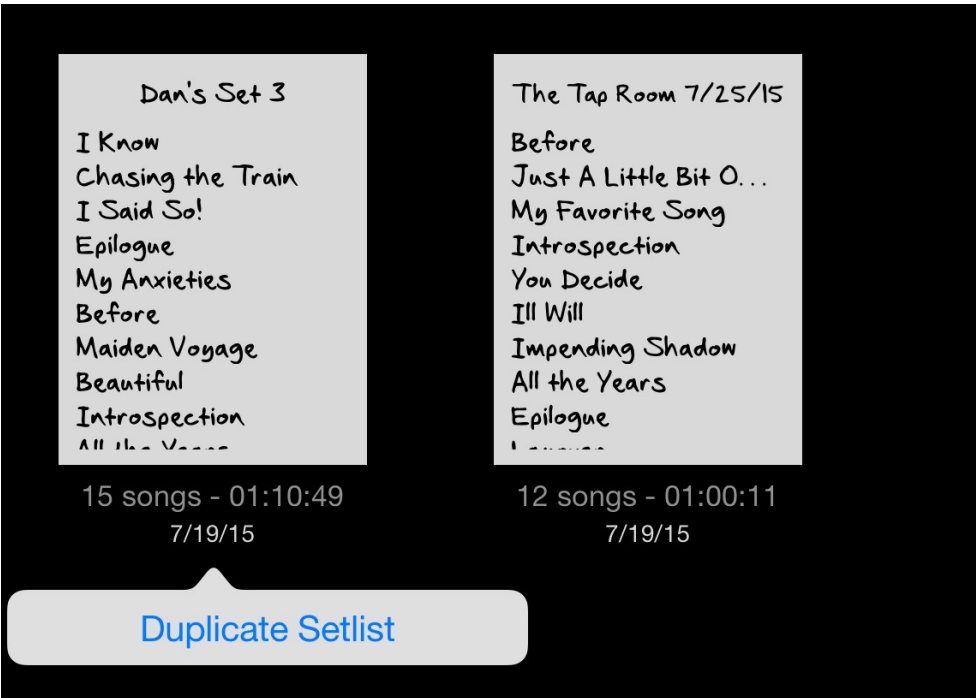 Dan's Set 3
I Know
Chasing the Train
I Said So!
Epilogue
My Anxieties
Before
Maiden Voyage
Beautiful
Introspection
All the Years
15 songs - 01:10:49
7/19/15
The Tap Room 7/25/15
Before
Just A Little Bit O...
My Favorite Song
Introspection
You Decide
Ill Will
Impending Shadow
All the Years
Epilogue
12 songs - 01:00:11
7/19/15
Duplicate Setlist